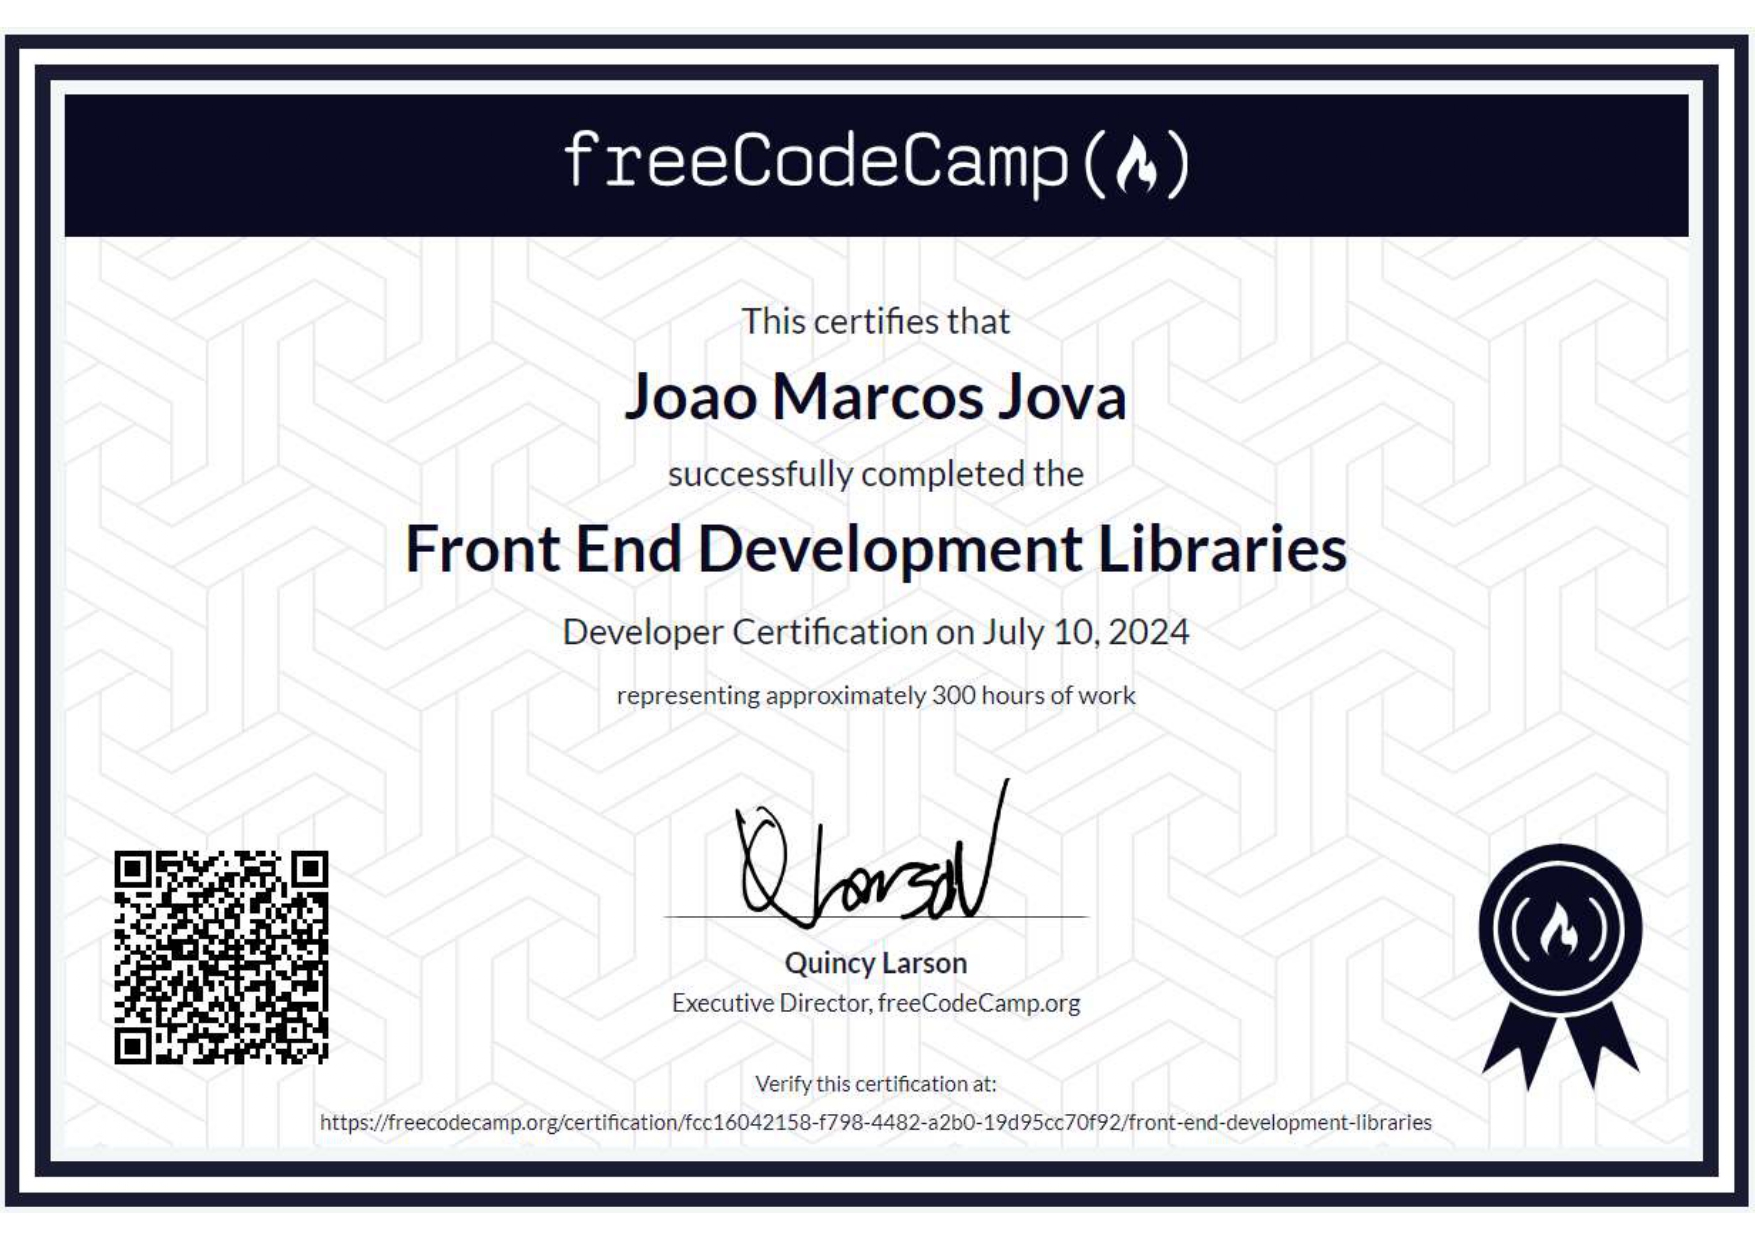 freeCodeCamp
This certifies that
Joao Marcos Jova
successfully completed the
Front End Development Libraries
Developer Certification on July 10, 2024
representing approximately 300 hours of work
Q Larson
Quincy Larson
Executive Director, freeCodeCamp.org
Verify this certification at:
https://freecodecamp.org/certification/fcc16042158-f798-4482-a2b0-19d95cc70f92/front-end-development-libraries